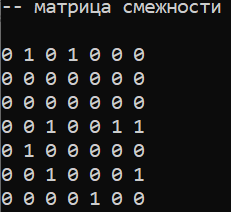 -- матрица смежности
0 1 0 1 0 0 0
0 0 0 0 0 0 0
0 0 0 0 0 0 0
0 0 1 0 0 1 1
0 1 0 0 0 0 0
0 0 1 0 0 0 1
0 0 0 0 1 0 0